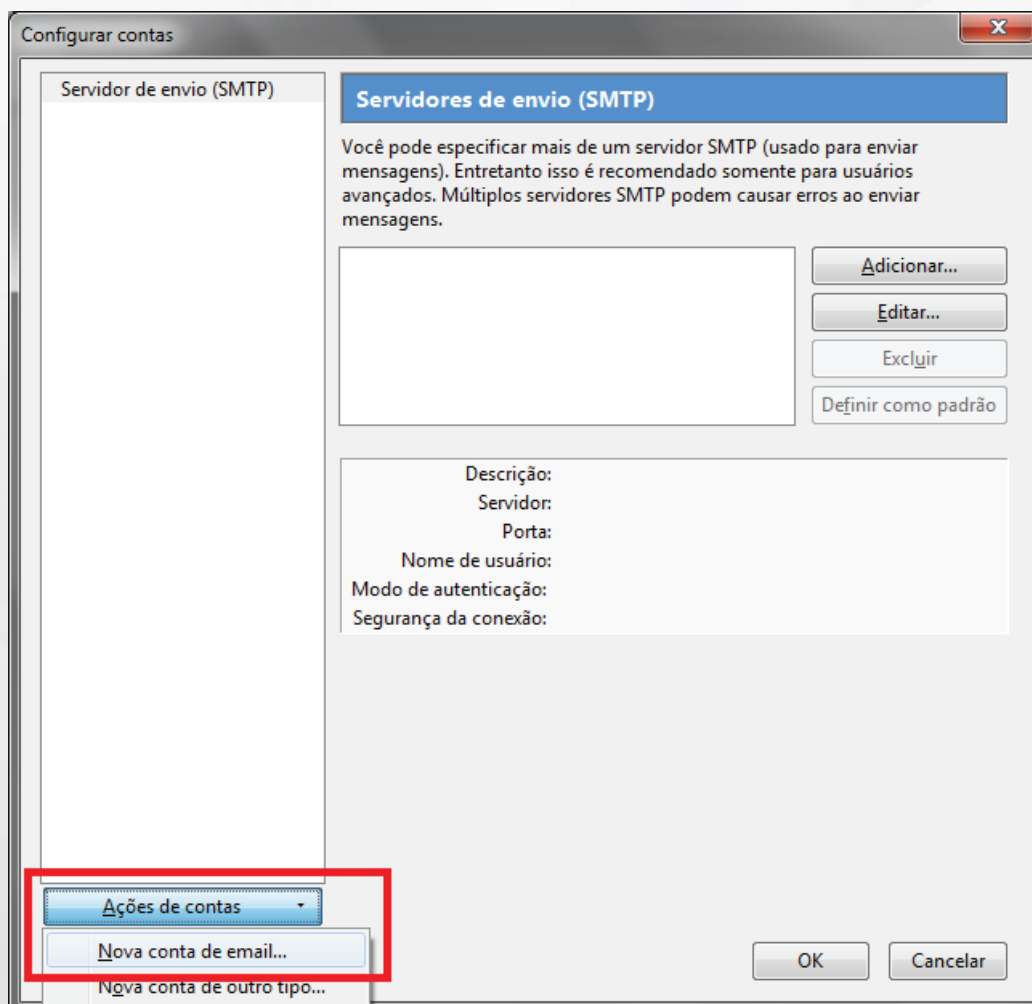 Configurar contas
Servidor de envio (SMTP)
Servidores de envio (SMTP)
Você pode especificar mais de um servidor SMTP (usado para enviar
mensagens). Entretanto isso é recomendado somente para usuários
avançados. Múltiplos servidores SMTP podem causar erros ao enviar
mensagens.
Adicionar...
Editar...
Excluir
Definir como padrão
Descrição:
Servidor:
Porta:
Nome de usuário:
Modo de autenticação:
Segurança da conexão:
Ações de contas
Nova conta de email...
Nova conta de outro tipo...
OK
Cancelar